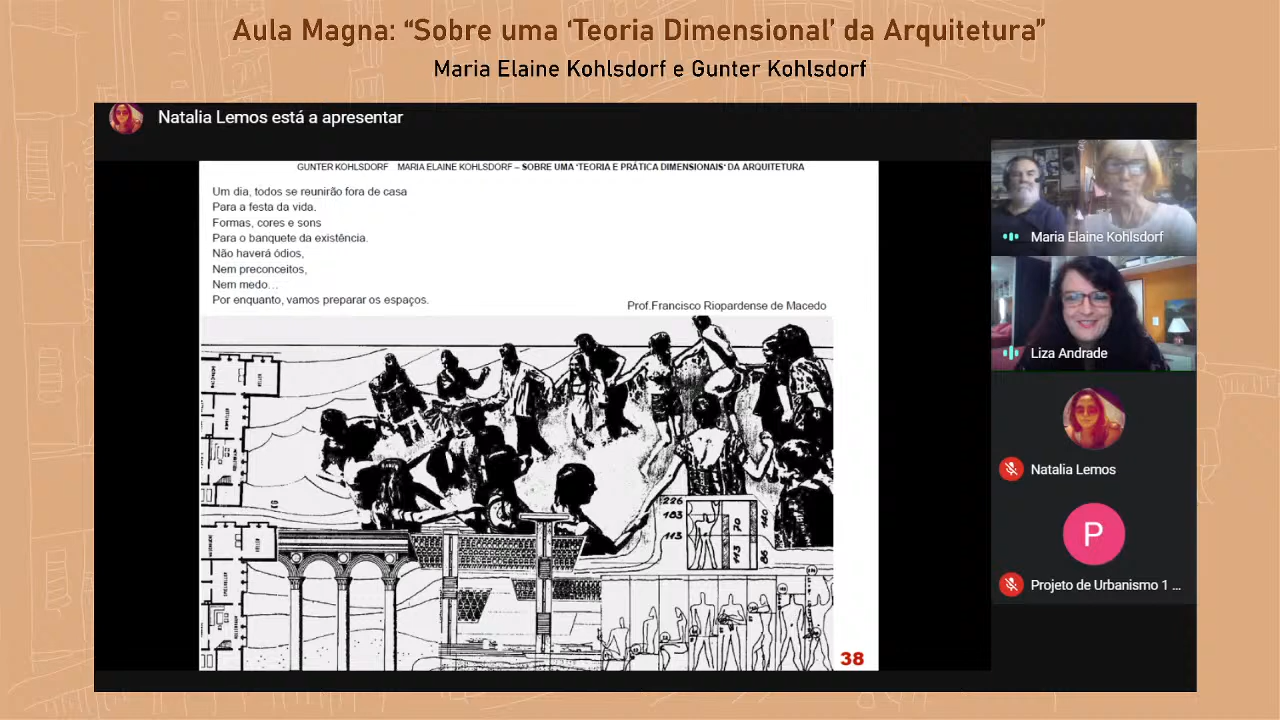 Aula Magna: “Sobre uma ‘Teoria Dimensional’ da Arquitetura”
Maria Elaine Kohlsdorf e Gunter Kohlsdorf
Natalia Lemos está a apresentar
GUNTER KOHLSDORF MARIA ELAINE KOHLSDORF – SOBRE UMA ‘TEORIA E PRÁTICA DIMENSIONAIS’ DA ARQUITETURA
Um dia, todos se reunirão fora de casa
Para a festa da vida.
Formas, cores e sons
Para o banquete da existência.
Não haverá ódios,
Nem preconceitos,
Nem medo…
Por enquanto, vamos preparar os espaços.
Prof.Francisco Riopardense de Macedo
226
183
113
70
113
140
86
38
Maria Elaine Kohlsdorf
Liza Andrade
Natalia Lemos
P
Projeto de Urbanismo 1 ...